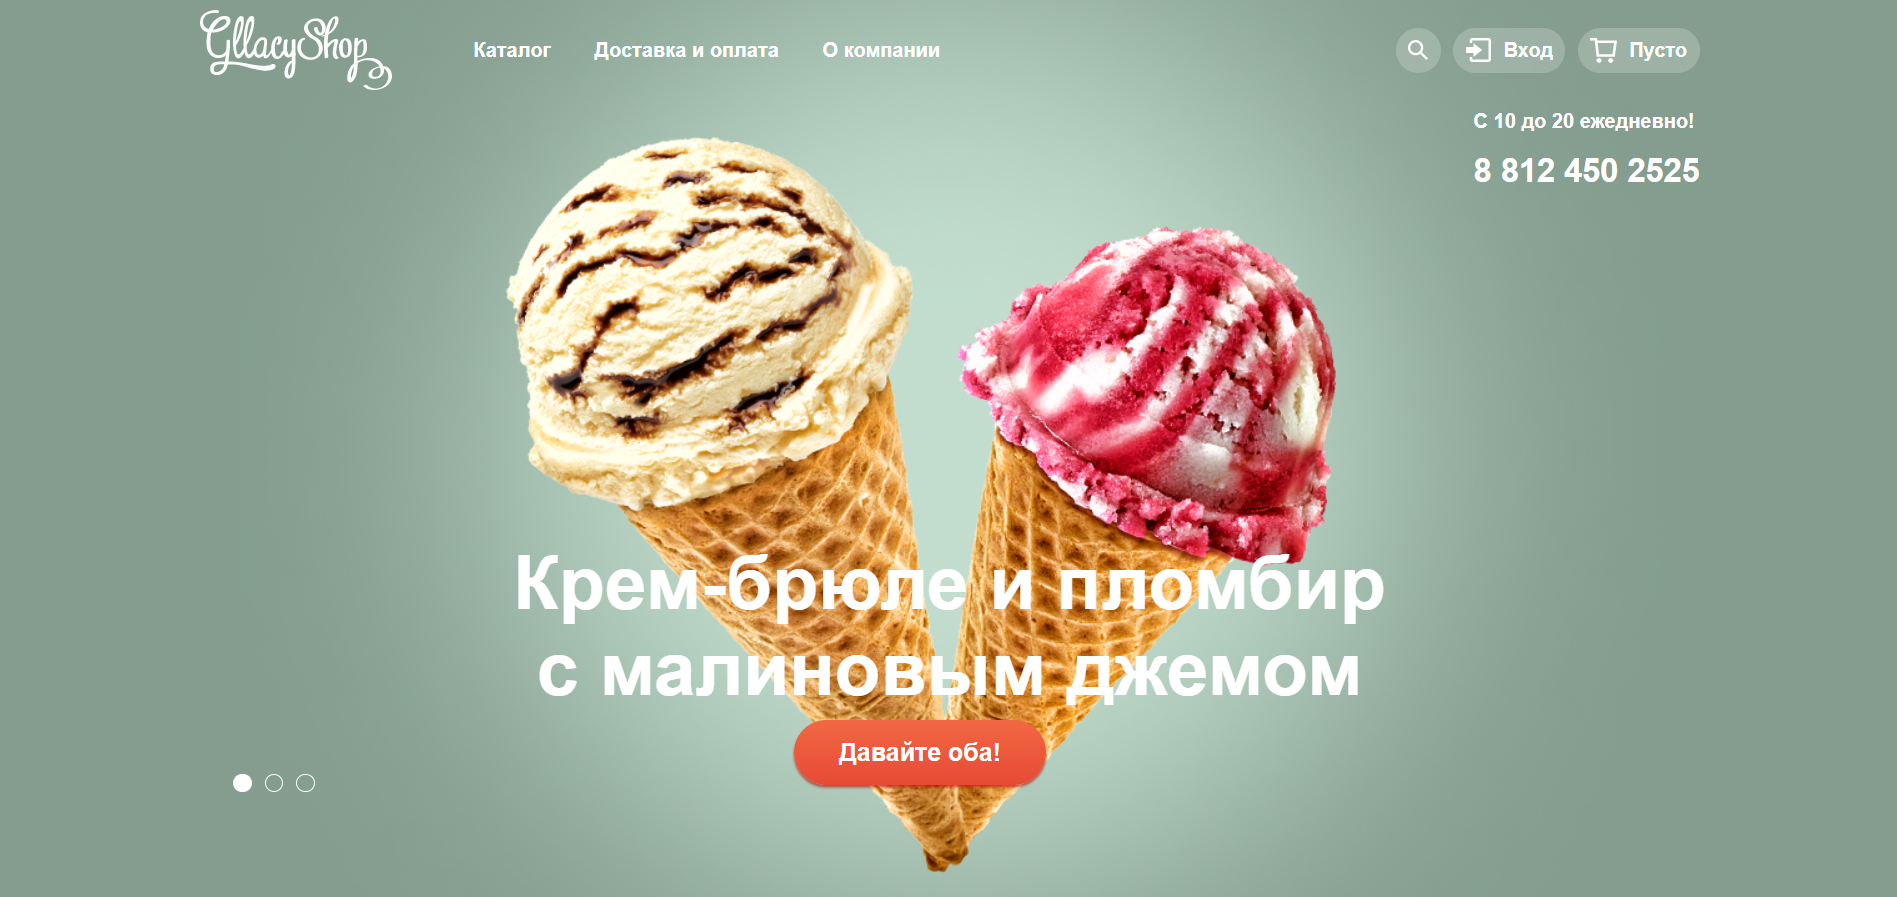 GllacyShop
Каталог
Доставка и оплата
О компании
Вход
Пусто
С 10 до 20 ежедневно!
8 812 450 2525
Крем-брюле и пломбир
с малиновым джемом
Давайте оба!